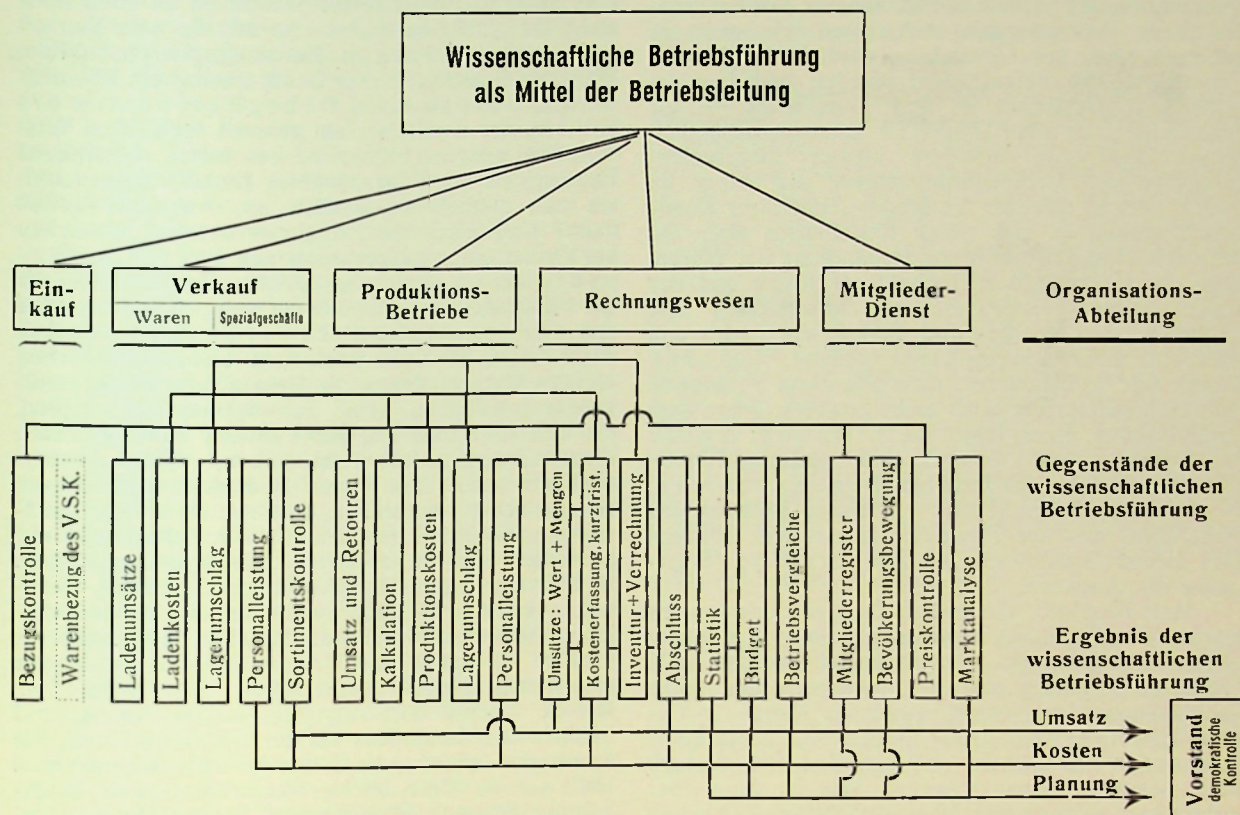 Wissenschaftliche Betriebsführung
als Mittel der Betriebsleitung
Ein-
kauf
Verkauf
Waren
Spezialgeschäfte
Produktions-
Betriebe
Rechnungswesen
Mitglieder-
Dienst
Organisations-
Abteilung
Bezugskontrolle
Warenbezug des V.S.K.
Ladenumsätze
Ladenkosten
Lagerumschlag
Personalleistung
Sortimentskontrolle
Umsatz und Retouren
Kalkulation
Produktionskosten
Lagerumschlag
Personalleistung
Umsätze: Wert + Mengen
Kostenerfassung, kurzfrist.
Inventur+Verrechnung
Abschluss
Statistik
Budget
Betriebsvergleiche
Mitgliederregister
Bevölkerungsbewegung
Preiskontrolle
Marktanalyse
Gegenstände der
wissenschaftlichen
Betriebsführung
Ergebnis der
wissenschaftlichen
Betriebsführung
Umsatz
Kosten
Planung
Vorstand
demokratische
Kontrolle